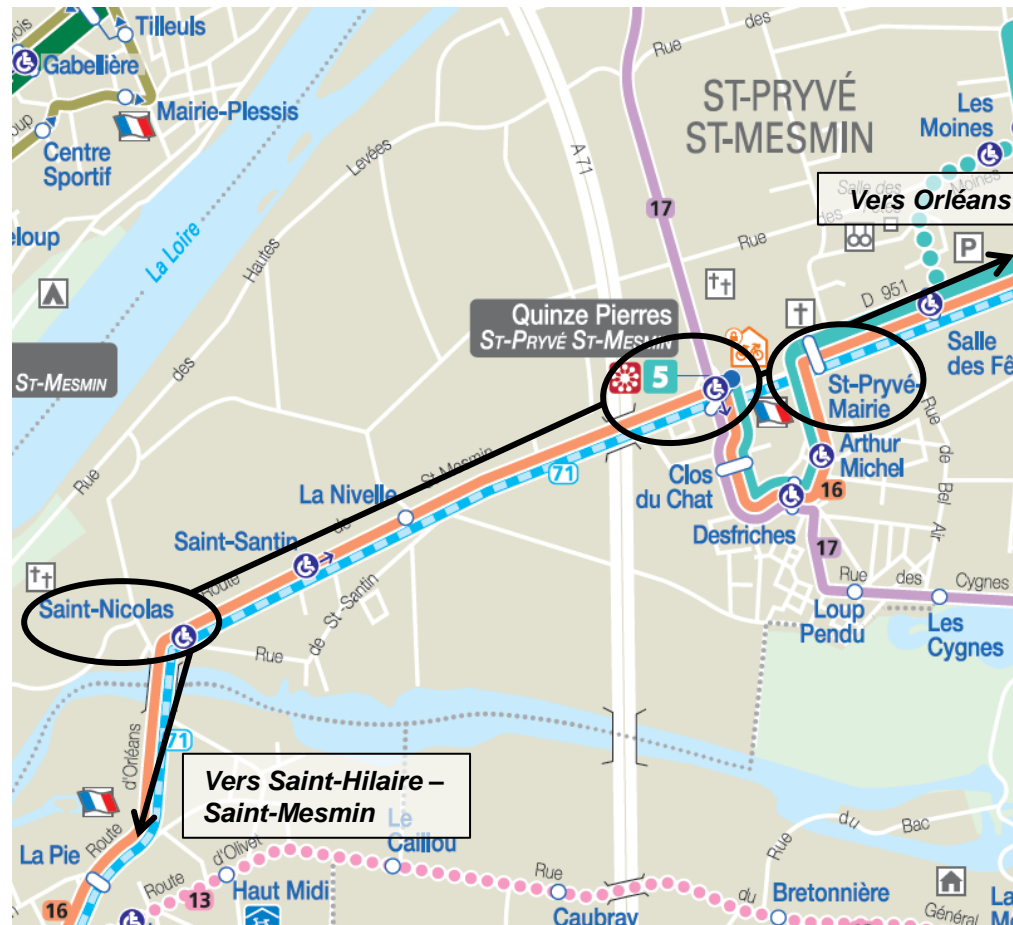 Tilleuls
Gabellière
Mairie-Plessis
Centre
Sportif
La Loire
Rue
des
Hautes
Levées
A 71
Rue
des
ST-PRYVÉ
ST-MESMIN
17
Les
Moines
Salle des
Moines
Vers Orléans
des
Rue
P
D 951
ST-MESMIN
Quinze Pierres
ST-PRYVÉ ST-MESMIN
5
Salle
des Fê
St-Pryvé-
Mairie
Arthur
Michel
16
Rue
de
Bel
Air
Clos
du Chat
Desfriches
17
Rue
des
Cygnes
Loup
Pendu
Les
Cygnes
La Nivelle
St-Mesmin
de
Route
71
Saint-Santin
Saint-Nicolas
Rue
de
St-Santin
71
d'Orléans
Route
Vers Saint-Hilaire –
Saint-Mesmin
La Pie
16
Route
d'Olivet
13
Haut Midi
Le
Caillou
Rue
Caubray
du
Bretonnière
Rue
du
Bac
Général
La